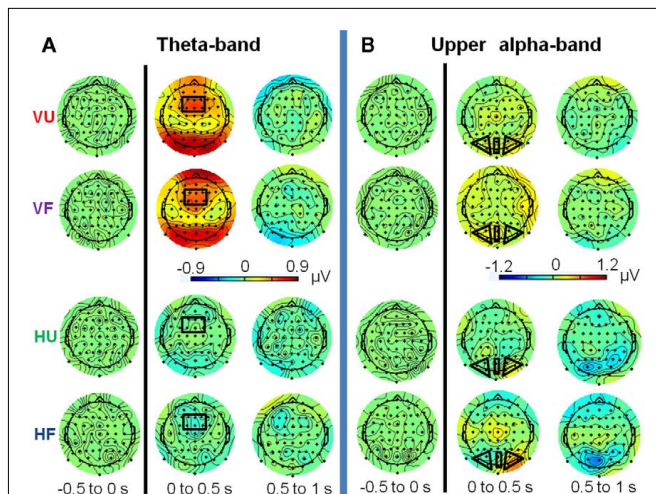 A Theta-band
B Upper alpha-band
VU
VF
-0.9 0 0.9 μV
-1.2 0 1.2 μV
HU
HF
-0.5 to 0 s 0 to 0.5 s 0.5 to 1 s
-0.5 to 0 s 0 to 0.5 s 0.5 to 1 s